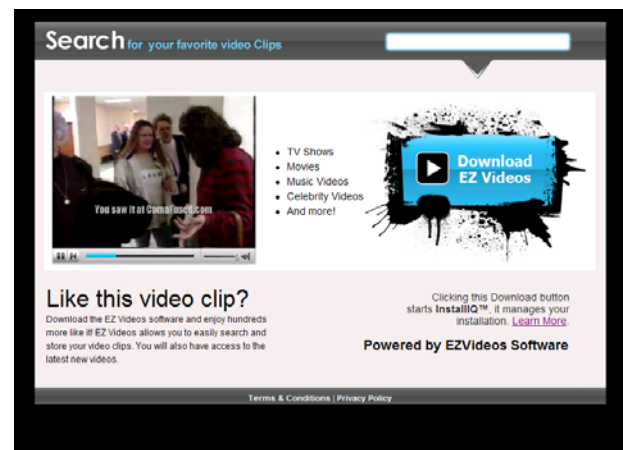 Search for your favorite video Clips
You saw it at ComoFused.com
TV Shows
Movies
Music Videos
Celebrity Videos
And more!
Download
EZ Videos
Like this video clip?
Download the EZ Videos software and enjoy hundreds
more like it! EZ Videos allows you to easily search and
store your video clips. You will also have access to the
latest new videos.
Clicking this Download button
starts InstallIQ™, it manages your
installation. Learn More.
Powered by EZVideos Software
Terms & Conditions | Privacy Policy